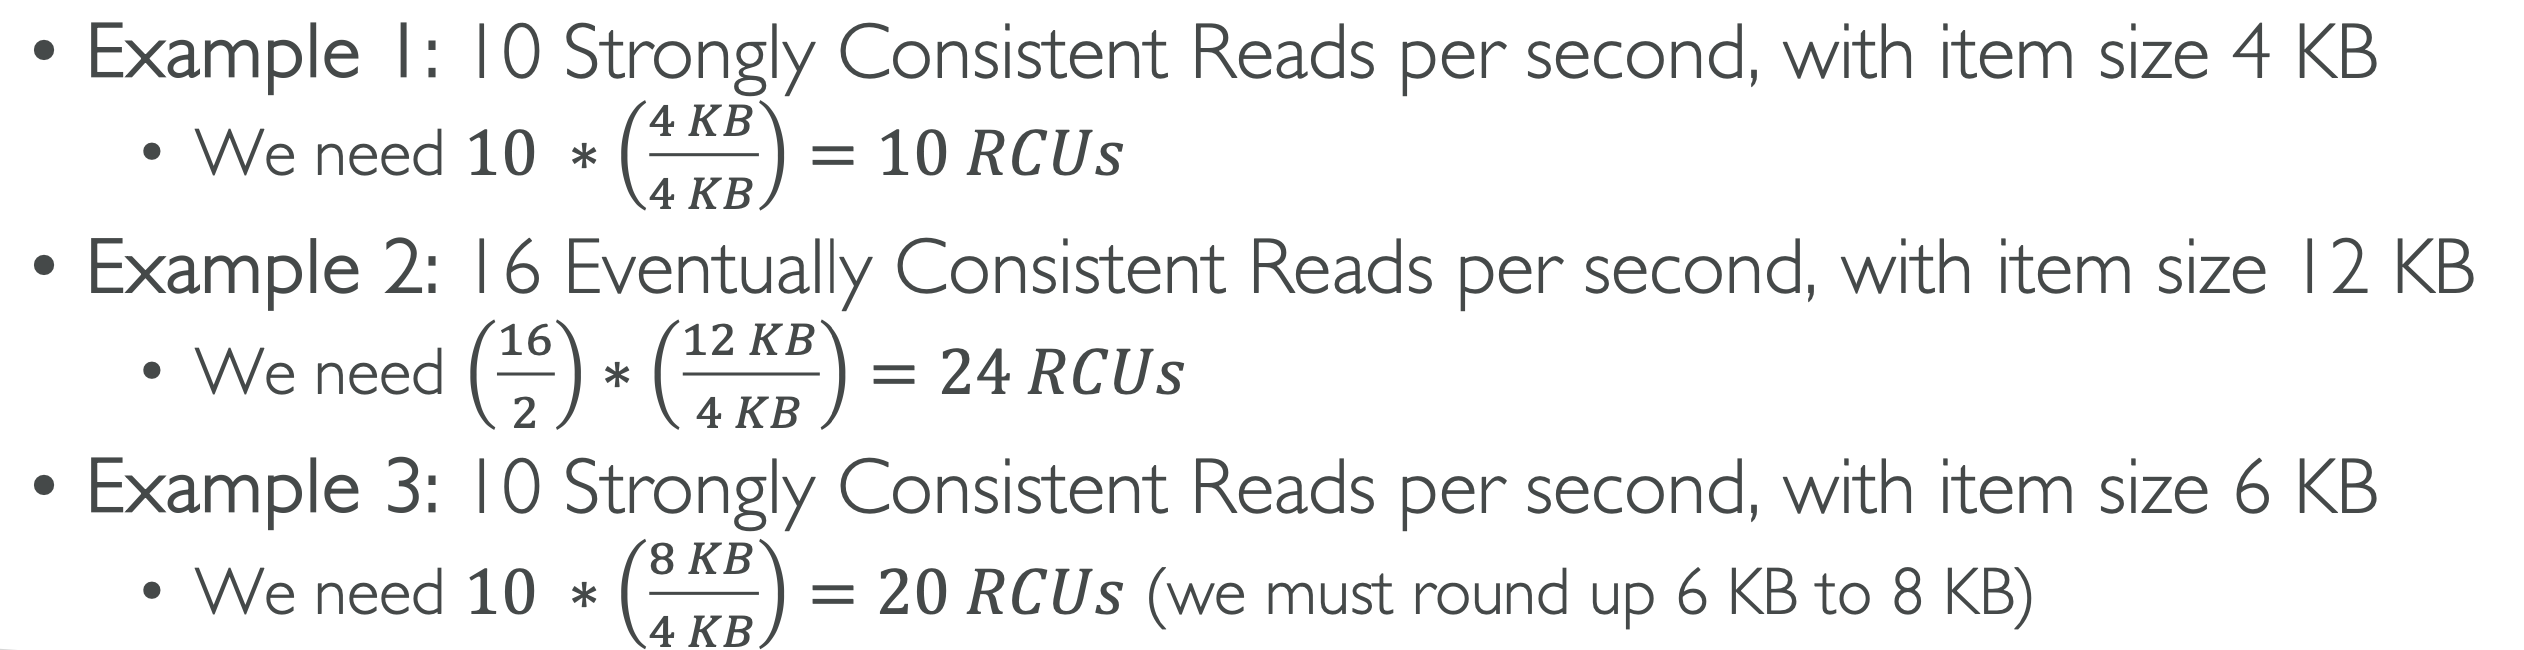 • Example 1: 10 Strongly Consistent Reads per second, with item size 4 KB
• We need 10 * (4 KB / 4 KB) = 10 RCUs
• Example 2: 16 Eventually Consistent Reads per second, with item size 12 KB
• We need (16 / 2) * (12 KB / 4 KB) = 24 RCUs
• Example 3: 10 Strongly Consistent Reads per second, with item size 6 KB
• We need 10 * (8 KB / 4 KB) = 20 RCUs (we must round up 6 KB to 8 KB)